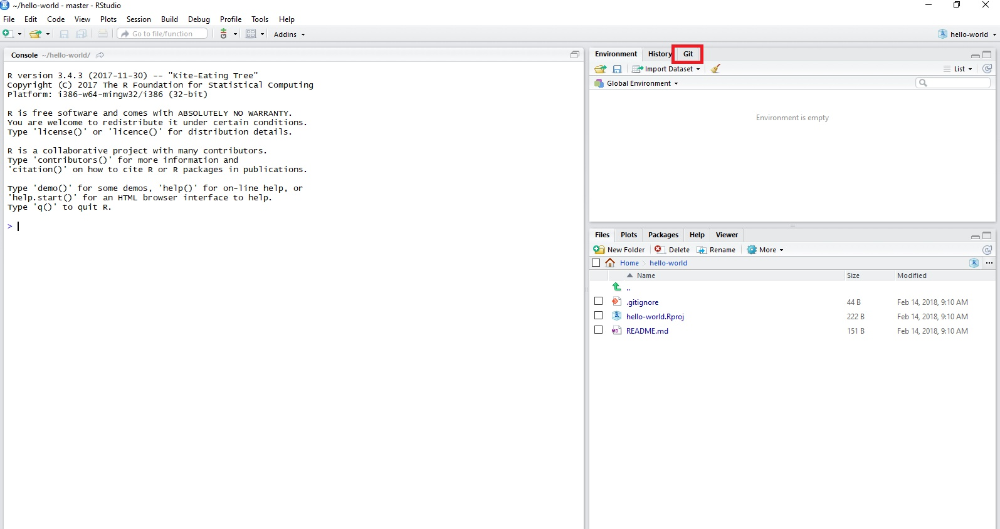 ~/hello-world - master - RStudio
File Edit Code View Plots Session Build Debug Profile Tools Help
Go to file/function Addins hello-world
Console ~/hello-world/
R version 3.4.3 (2017-11-30) -- "Kite-Eating Tree"
Copyright (C) 2017 The R Foundation for Statistical Computing
Platform: i386-w64-mingw32/i386 (32-bit)
R is free software and comes with ABSOLUTELY NO WARRANTY.
You are welcome to redistribute it under certain conditions.
Type 'license()' or 'licence()' for distribution details.
R is a collaborative project with many contributors.
Type 'contributors()' for more information and
'citation()' on how to cite R or R packages in publications.
Type 'demo()' for some demos, 'help()' for on-line help, or
'help.start()' for an HTML browser interface to help.
Type 'q()' to quit R.
>
Environment History Git
Import Dataset List
Global Environment
Environment is empty
Files Plots Packages Help Viewer
New Folder Delete Rename More
Home hello-world
Name Size Modified
..
.gitignore 44 B Feb 14, 2018, 9:10 AM
hello-world.Rproj 222 B Feb 14, 2018, 9:10 AM
README.md 151 B Feb 14, 2018, 9:10 AM